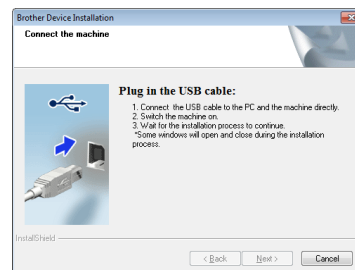 Brother Device Installation
Connect the machine
Plug in the USB cable:
1. Connect the USB cable to the PC and the machine directly.
2. Switch the machine on.
3. Wait for the installation process to continue.
*Some windows will open and close during the installation
process.
InstallShield
< Back Next > Cancel